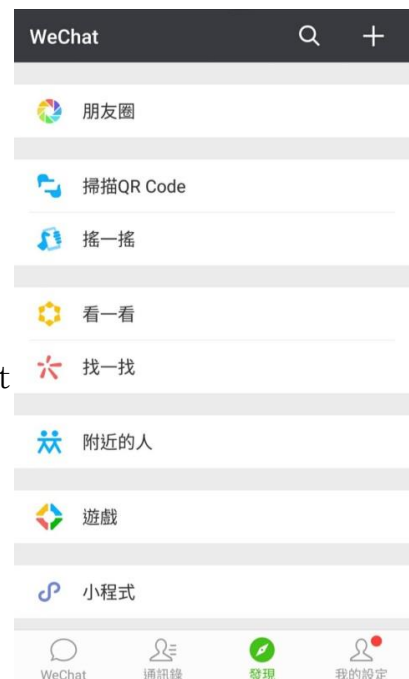 WeChat
朋友圈
掃描QR Code
搖一搖
看一看
找一找
t
附近的人
遊戲
小程式
WeChat 通訊錄 發現 我的設定